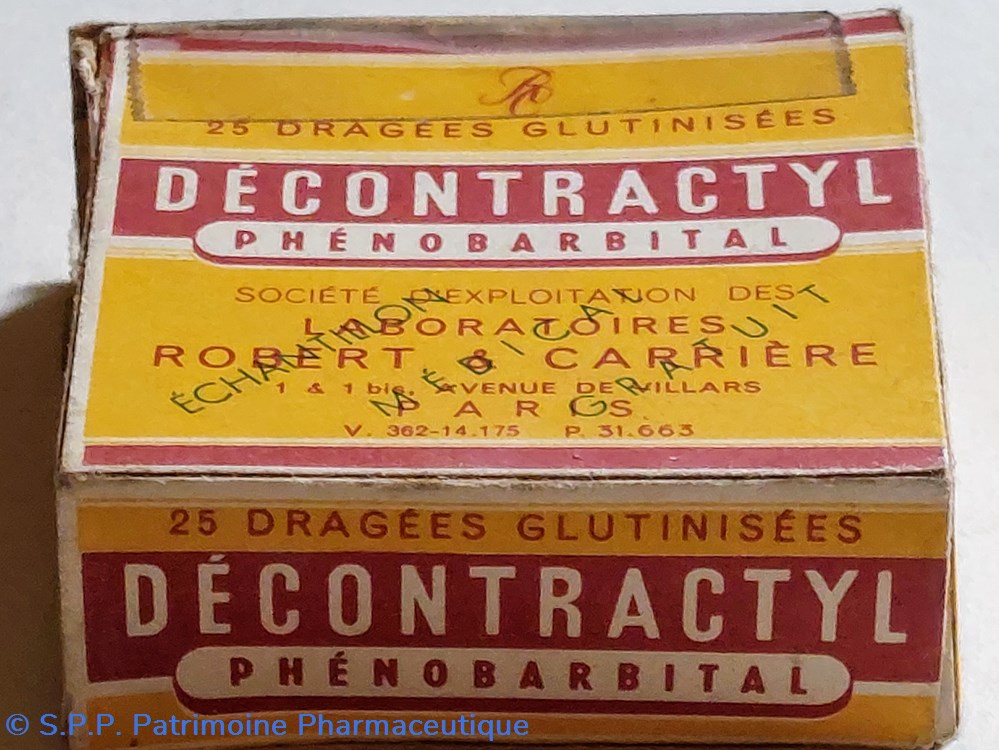 25 DRAGÉES GLUTINISÉES
DÉCONTRACTYL
PHÉNOBARBITAL
SOCIÉTÉ D'EXPLOITATION DES
LABORATOIRES
ROBERT & CARRIÈRE
1 & 1 bis, AVENUE DE VILLARS
PARIS
V. 362-14.175 P. 31.663
ÉCHANTILLON
MÉDICAL
GRATUIT
25 DRAGÉES GLUTINISÉES
DÉCONTRACTYL
PHÉNOBARBITAL
© S.P.P. Patrimoine Pharmaceutique